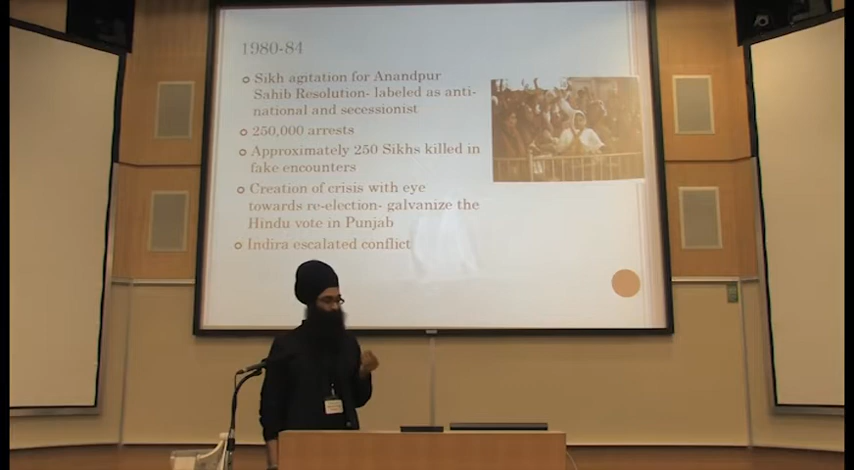 1980-84
Sikh agitation for Anandpur
Sahib Resolution- labeled as anti-
national and secessionist
250,000 arrests
Approximately 250 Sikhs killed in
fake encounters
Creation of crisis with eye
towards re-election- galvanize the
Hindu vote in Punjab
Indira escalated conflict